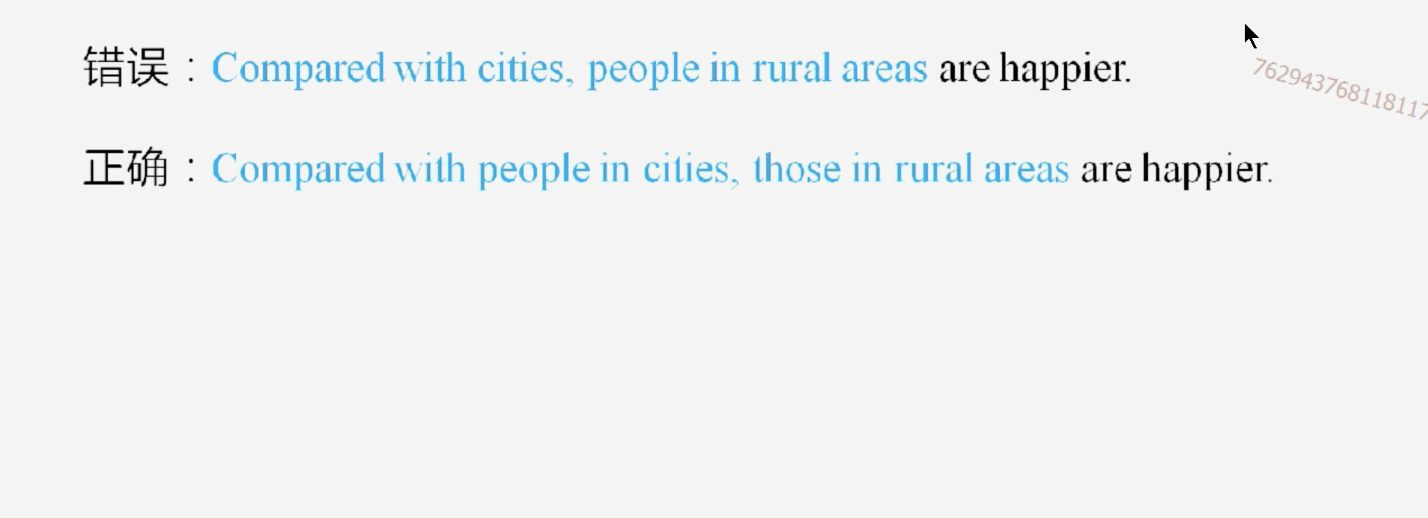 错误：Compared with cities, people in rural areas are happier.
762943768118117
正确：Compared with people in cities, those in rural areas are happier.